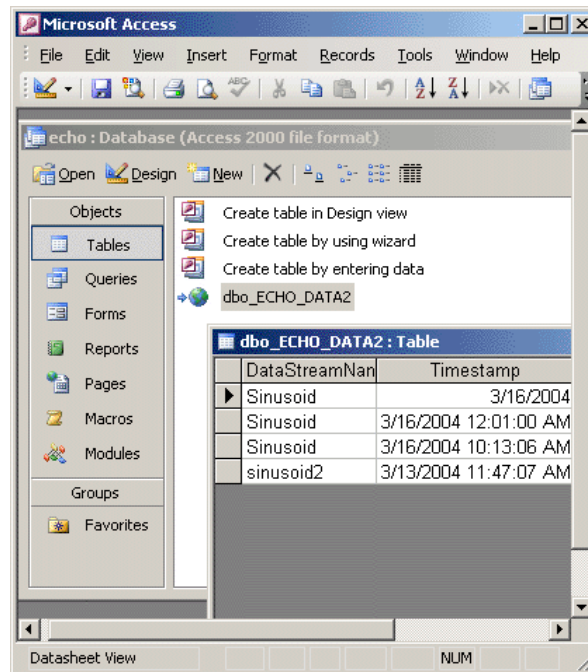 Microsoft Access
File Edit View Insert Format Records Tools Window Help
ABC
A Z Z A
echo : Database (Access 2000 file format)
Open Design New
Objects
Tables
Queries
Forms
Reports
Pages
Macros
Modules
Groups
Favorites
Create table in Design view
Create table by using wizard
Create table by entering data
dbo_ECHO_DATA2
dbo_ECHO_DATA2 : Table
DataStreamNan Timestamp
Sinusoid 3/16/2004
Sinusoid 3/16/2004 12:01:00 AM
Sinusoid 3/16/2004 10:13:06 AM
sinusoid2 3/13/2004 11:47:07 AM
Datasheet View NUM